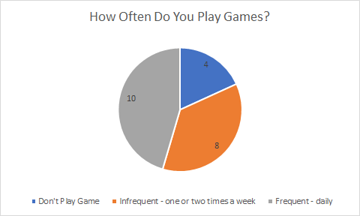 How Often Do You Play Games?
4
10
8
Don't Play Game Infrequent - one or two times a week Frequent - daily